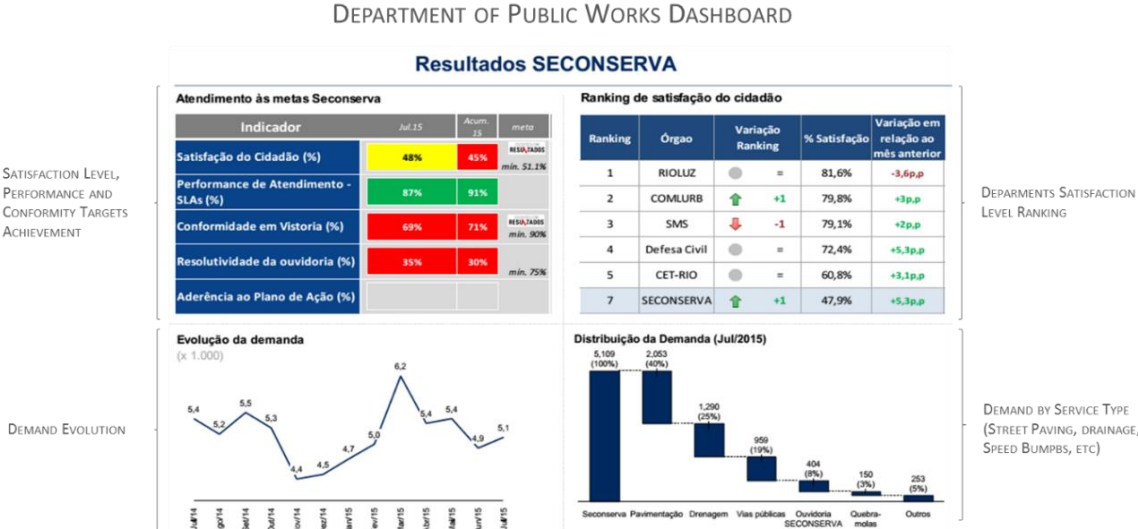 DEPARTMENT OF PUBLIC WORKS DASHBOARD
Resultados SECONSERVA
SATISFACTION LEVEL,
PERFORMANCE AND
CONFORMITY TARGETS
ACHIEVEMENT
Atendimento às metas Seconserva
Indicador Jul.15 Acum. 15 meta
Satisfação do Cidadão (%) 48% 45% RESULTADOS mín. 51.1%
Performance de Atendimento -
SLAs (%) 87% 91%
Conformidade em Vistoria (%) 69% 71% RESULTADOS mín. 90%
Resolutividade da ouvidoria (%) 35% 30% mín. 75%
Aderência ao Plano de Ação (%)
Ranking de satisfação do cidadão
Ranking Órgao Variação Ranking % Satisfação Variação em relação ao mês anterior
1 RIOLUZ = 81,6% -3,6p,p
2 COMLURB +1 79,8% +3p,p
3 SMS -1 79,1% +2p,p
4 Defesa Civil = 72,4% +5,3p,p
5 CET-RIO = 60,8% +3,1p,p
7 SECONSERVA +1 47,9% +5,3p,p
DEPARMENTS SATISFACTION
LEVEL RANKING
DEMAND EVOLUTION
Evolução da demanda
(x 1.000)
5,4 5,2 5,5 5,3 4,4 4,5 4,7 5,0 6,2 5,4 5,4 4,9 5,1
Distribuição da Demanda (Jul/2015)
5,109 2,053 1,290 959 404 150 253
(100%) (40%) (25%) (19%) (8%) (3%) (5%)
Seconserva Pavimentação Drenagem Vias públicas Ouvidoria SECONSERVA Quebra-molas Outros
DEMAND BY SERVICE TYPE
(STREET PAVING, DRAINAGE,
SPEED BUMPBS, ETC)